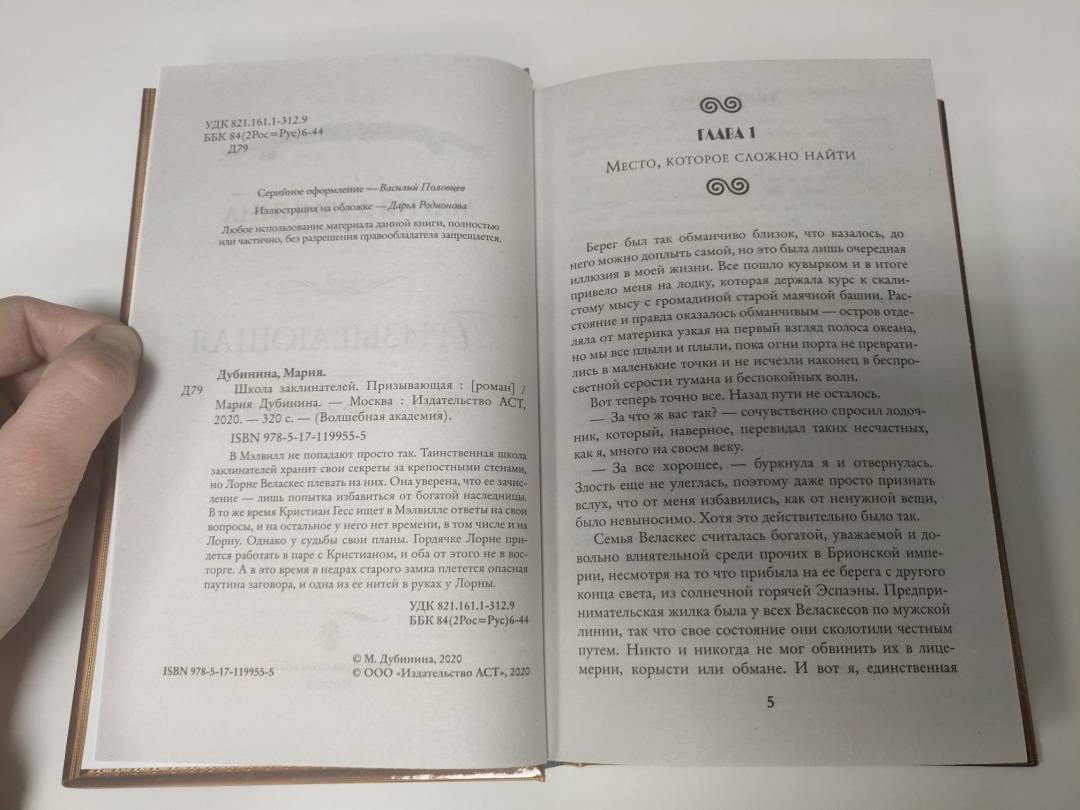 УДК 821.161.1-312.9
ББК 84(2Рос=Рус)6-44
Д79
Серийное оформление — Василий Половцев
Иллюстрация на обложке — Дарья Родионова
Любое использование материала данной книги, полностью
или частично, без разрешения правообладателя запрещается.
Дубинина, Мария.
Д79 Школа заклинателей. Призывающая : [роман] /
Мария Дубинина. — Москва : Издательство АСТ,
2020. — 320 с. — (Волшебная академия).
ISBN 978-5-17-119955-5
В Мэлвилл не попадают просто так. Таинственная школа
заклинателей хранит свои секреты за крепостными стенами,
но Лорне Веласкес плевать на них. Она уверена, что ее зачис-
ление — лишь попытка избавиться от богатой наследницы.
В то же время Кристиан Гесс ищет в Мэлвилле ответы на свои
вопросы, и на остальное у него нет времени, в том числе и на
Лорну. Однако у судьбы свои планы. Гордячке Лорне при-
дется работать в паре с Кристианом, и оба от этого не в вос-
торге. А в это время в недрах старого замка плетется опасная
паутина заговора, и одна из ее нитей в руках у Лорны.
УДК 821.161.1-312.9
ББК 84(2Рос=Рус)6-44
© М. Дубинина, 2020
ISBN 978-5-17-119955-5 © ООО «Издательство АСТ», 2020
ПРИЗЫВАЮЩАЯ
ГЛАВА 1
Место, которое сложно найти
Берег был так обманчиво близок, что казалось, до
него можно доплыть самой, но это была лишь очередная
иллюзия в моей жизни. Все пошло кувырком и в итоге
привело меня на лодку, которая держала курс к скали-
стому мысу с громадиной старой маячной башни. Рас-
стояние и правда оказалось обманчивым — остров отде-
ляла от материка узкая на первый взгляд полоса океана,
но мы все плыли и плыли, пока огни порта не преврати-
лись в маленькие точки и не исчезли наконец в беспро-
светной серости тумана и беспокойных волн.
Вот теперь точно все. Назад пути не осталось.
— За что ж вас так? — сочувственно спросил лодоч-
ник, который, наверное, перевидал таких несчастных,
как я, много на своем веку.
— За все хорошее, — буркнула я и отвернулась.
Злость еще не улеглась, поэтому даже просто признать
вслух, что от меня избавились, как от ненужной вещи,
было невыносимо. Хотя это действительно было так.
Семья Веласкес считалась богатой, уважаемой и до-
вольно влиятельной среди прочих в Брионской импе-
рии, несмотря на то что прибыла на ее берега с другого
конца света, из солнечной горячей Эспаэны. Предпри-
нимательская жилка была у всех Веласкесов по мужской
линии, так что свое состояние они сколотили честным
путем. Никто и никогда не мог обвинить их в лице-
мерии, корысти или обмане. И вот я, единственная
5